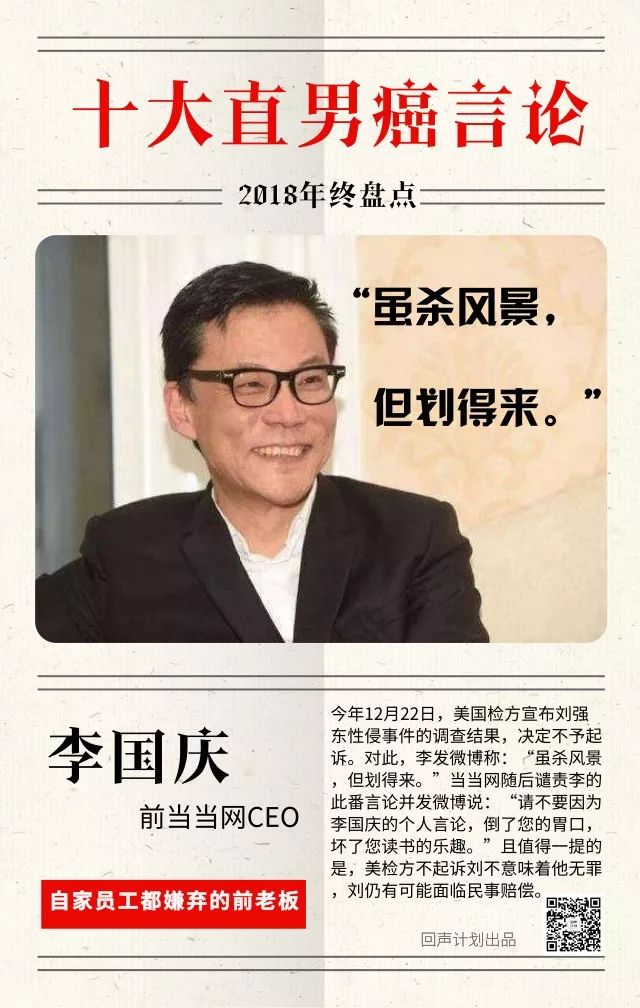 十大直男癌言论
2018年终盘点
“虽杀风景，
但划得来。”
李国庆
前当当网CEO
自家员工都嫌弃的前老板
今年12月22日，美国检方宣布刘强
东性侵事件的调查结果，决定不予起
诉。对此，李发微博称：“虽杀风景
，但划得来。”当当网随后谴责李的
此番言论并发微博说：“请不要因为
李国庆的个人言论，倒了您的胃口，
坏了您读书的乐趣。”且值得一提的
是，美检方不起诉刘不意味着他无罪
，刘仍有可能面临民事赔偿。
回声计划出品